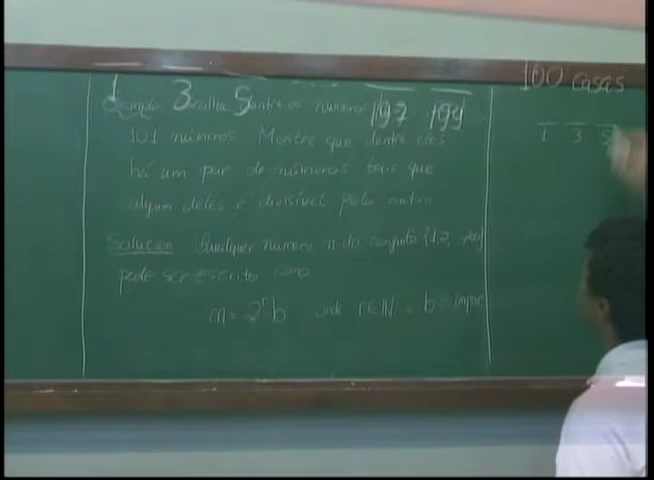 1 3 5 197 199
Exemplo Escolha dentre os números
101 números Mostre que dentre eles
há um par de números tais que
algum deles é divisível pelo outro
Solução Qualquer número n do conjunto {1,2, 200}
pode ser escrito como
n = 2^r b onde r ∈ N e b é ímpar
100 casas
1 3 5